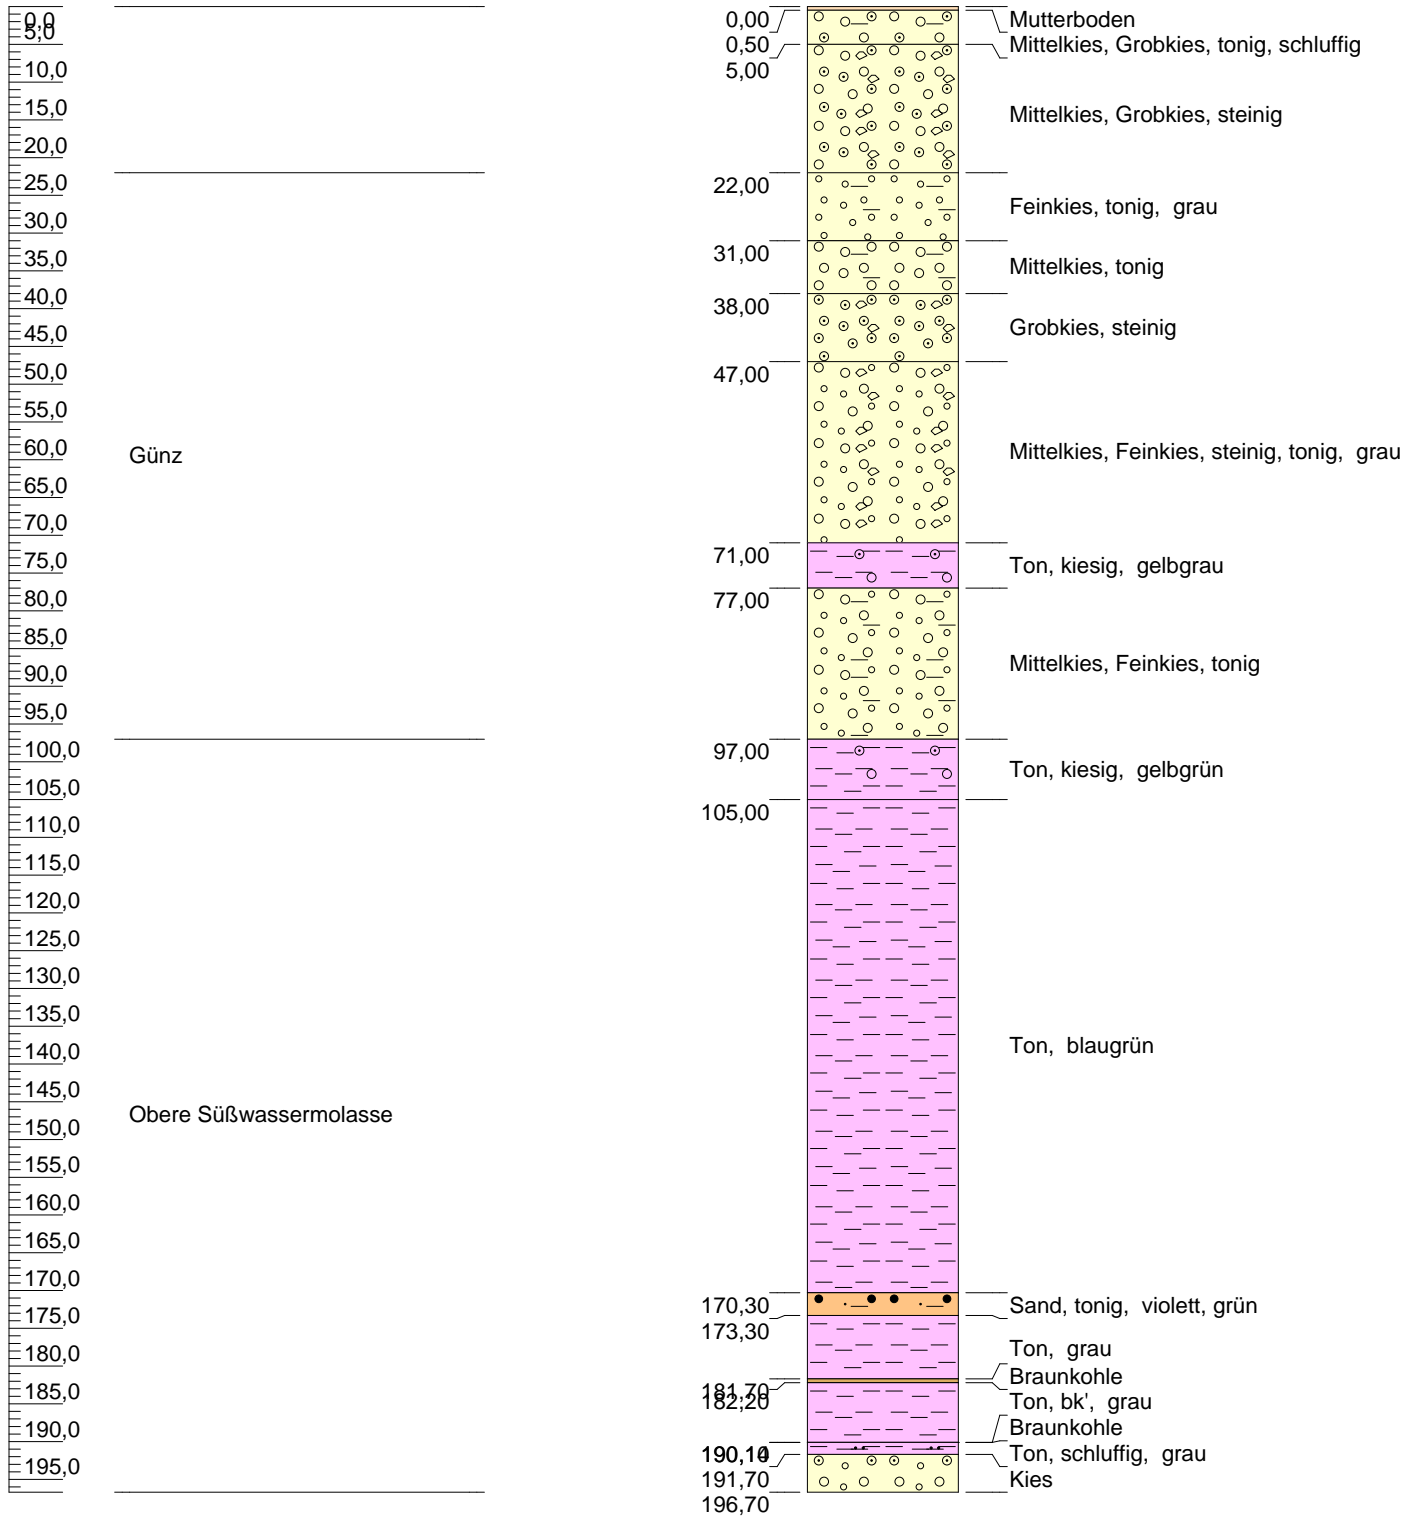 0,0
5,0
10,0
15,0
20,0
25,0
30,0
35,0
40,0
45,0
50,0
55,0
60,0
65,0
70,0
75,0
80,0
85,0
90,0
95,0
100,0
105,0
110,0
115,0
120,0
125,0
130,0
135,0
140,0
145,0
150,0
155,0
160,0
165,0
170,0
175,0
180,0
185,0
190,0
195,0
Günz
Obere Süßwassermolasse
0,00
0,50
5,00
22,00
31,00
38,00
47,00
71,00
77,00
97,00
105,00
170,30
173,30
181,70
182,20
190,10
191,70
196,70
Mutterboden
Mittelkies, Grobkies, tonig, schluffig
Mittelkies, Grobkies, steinig
Feinkies, tonig, grau
Mittelkies, tonig
Grobkies, steinig
Mittelkies, Feinkies, steinig, tonig, grau
Ton, kiesig, gelbgrau
Mittelkies, Feinkies, tonig
Ton, kiesig, gelbgrün
Ton, blaugrün
Sand, tonig, violett, grün
Ton, grau
Braunkohle
Ton, bk', grau
Braunkohle
Ton, schluffig, grau
Kies